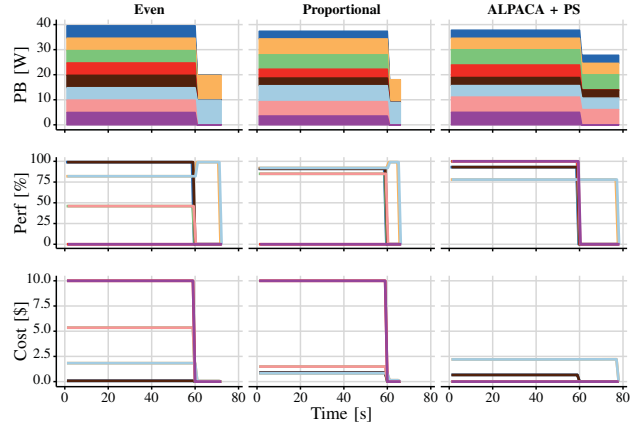 Even Proportional ALPACA + PS
PB [W]
40
30
20
10
0
Perf [%]
100
75
50
25
0
Cost [$]
10.0
7.5
5.0
2.5
0.0
0 20 40 60 80 0 20 40 60 80 0 20 40 60 80
Time [s]